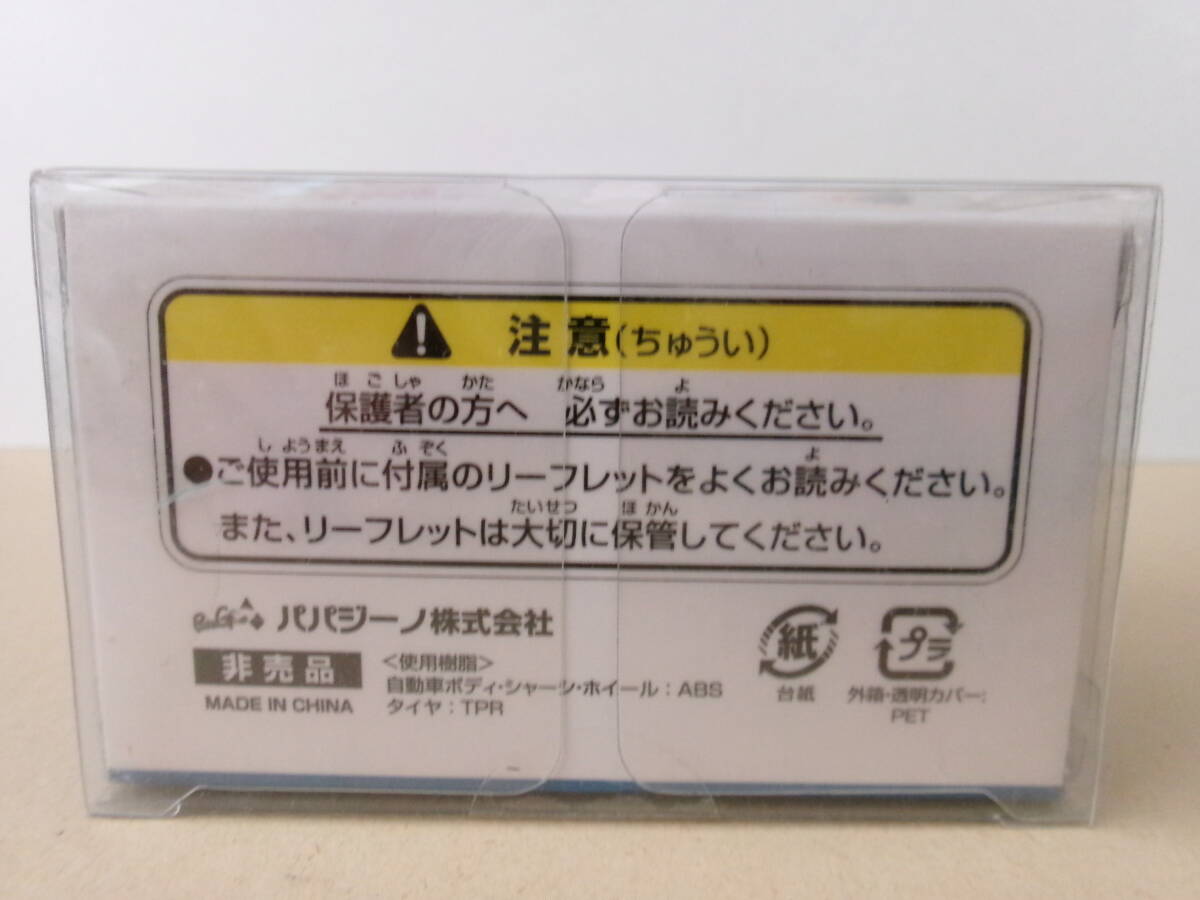 注意(ちゅうい)
ほごしゃ かた かなら よ
保護者の方へ 必ずお読みください。
しようまえ ふぞく よ
●ご使用前に付属のリーフレットをよくお読みください。
たいせつ ほかん
また、リーフレットは大切に保管してください。
パパジーノ株式会社
非売品
MADE IN CHINA
<使用樹脂>
自動車ボディ・シャーシ・ホイール:ABS
タイヤ:TPR
紙
台紙
プラ
外箱・透明カバー:
PET